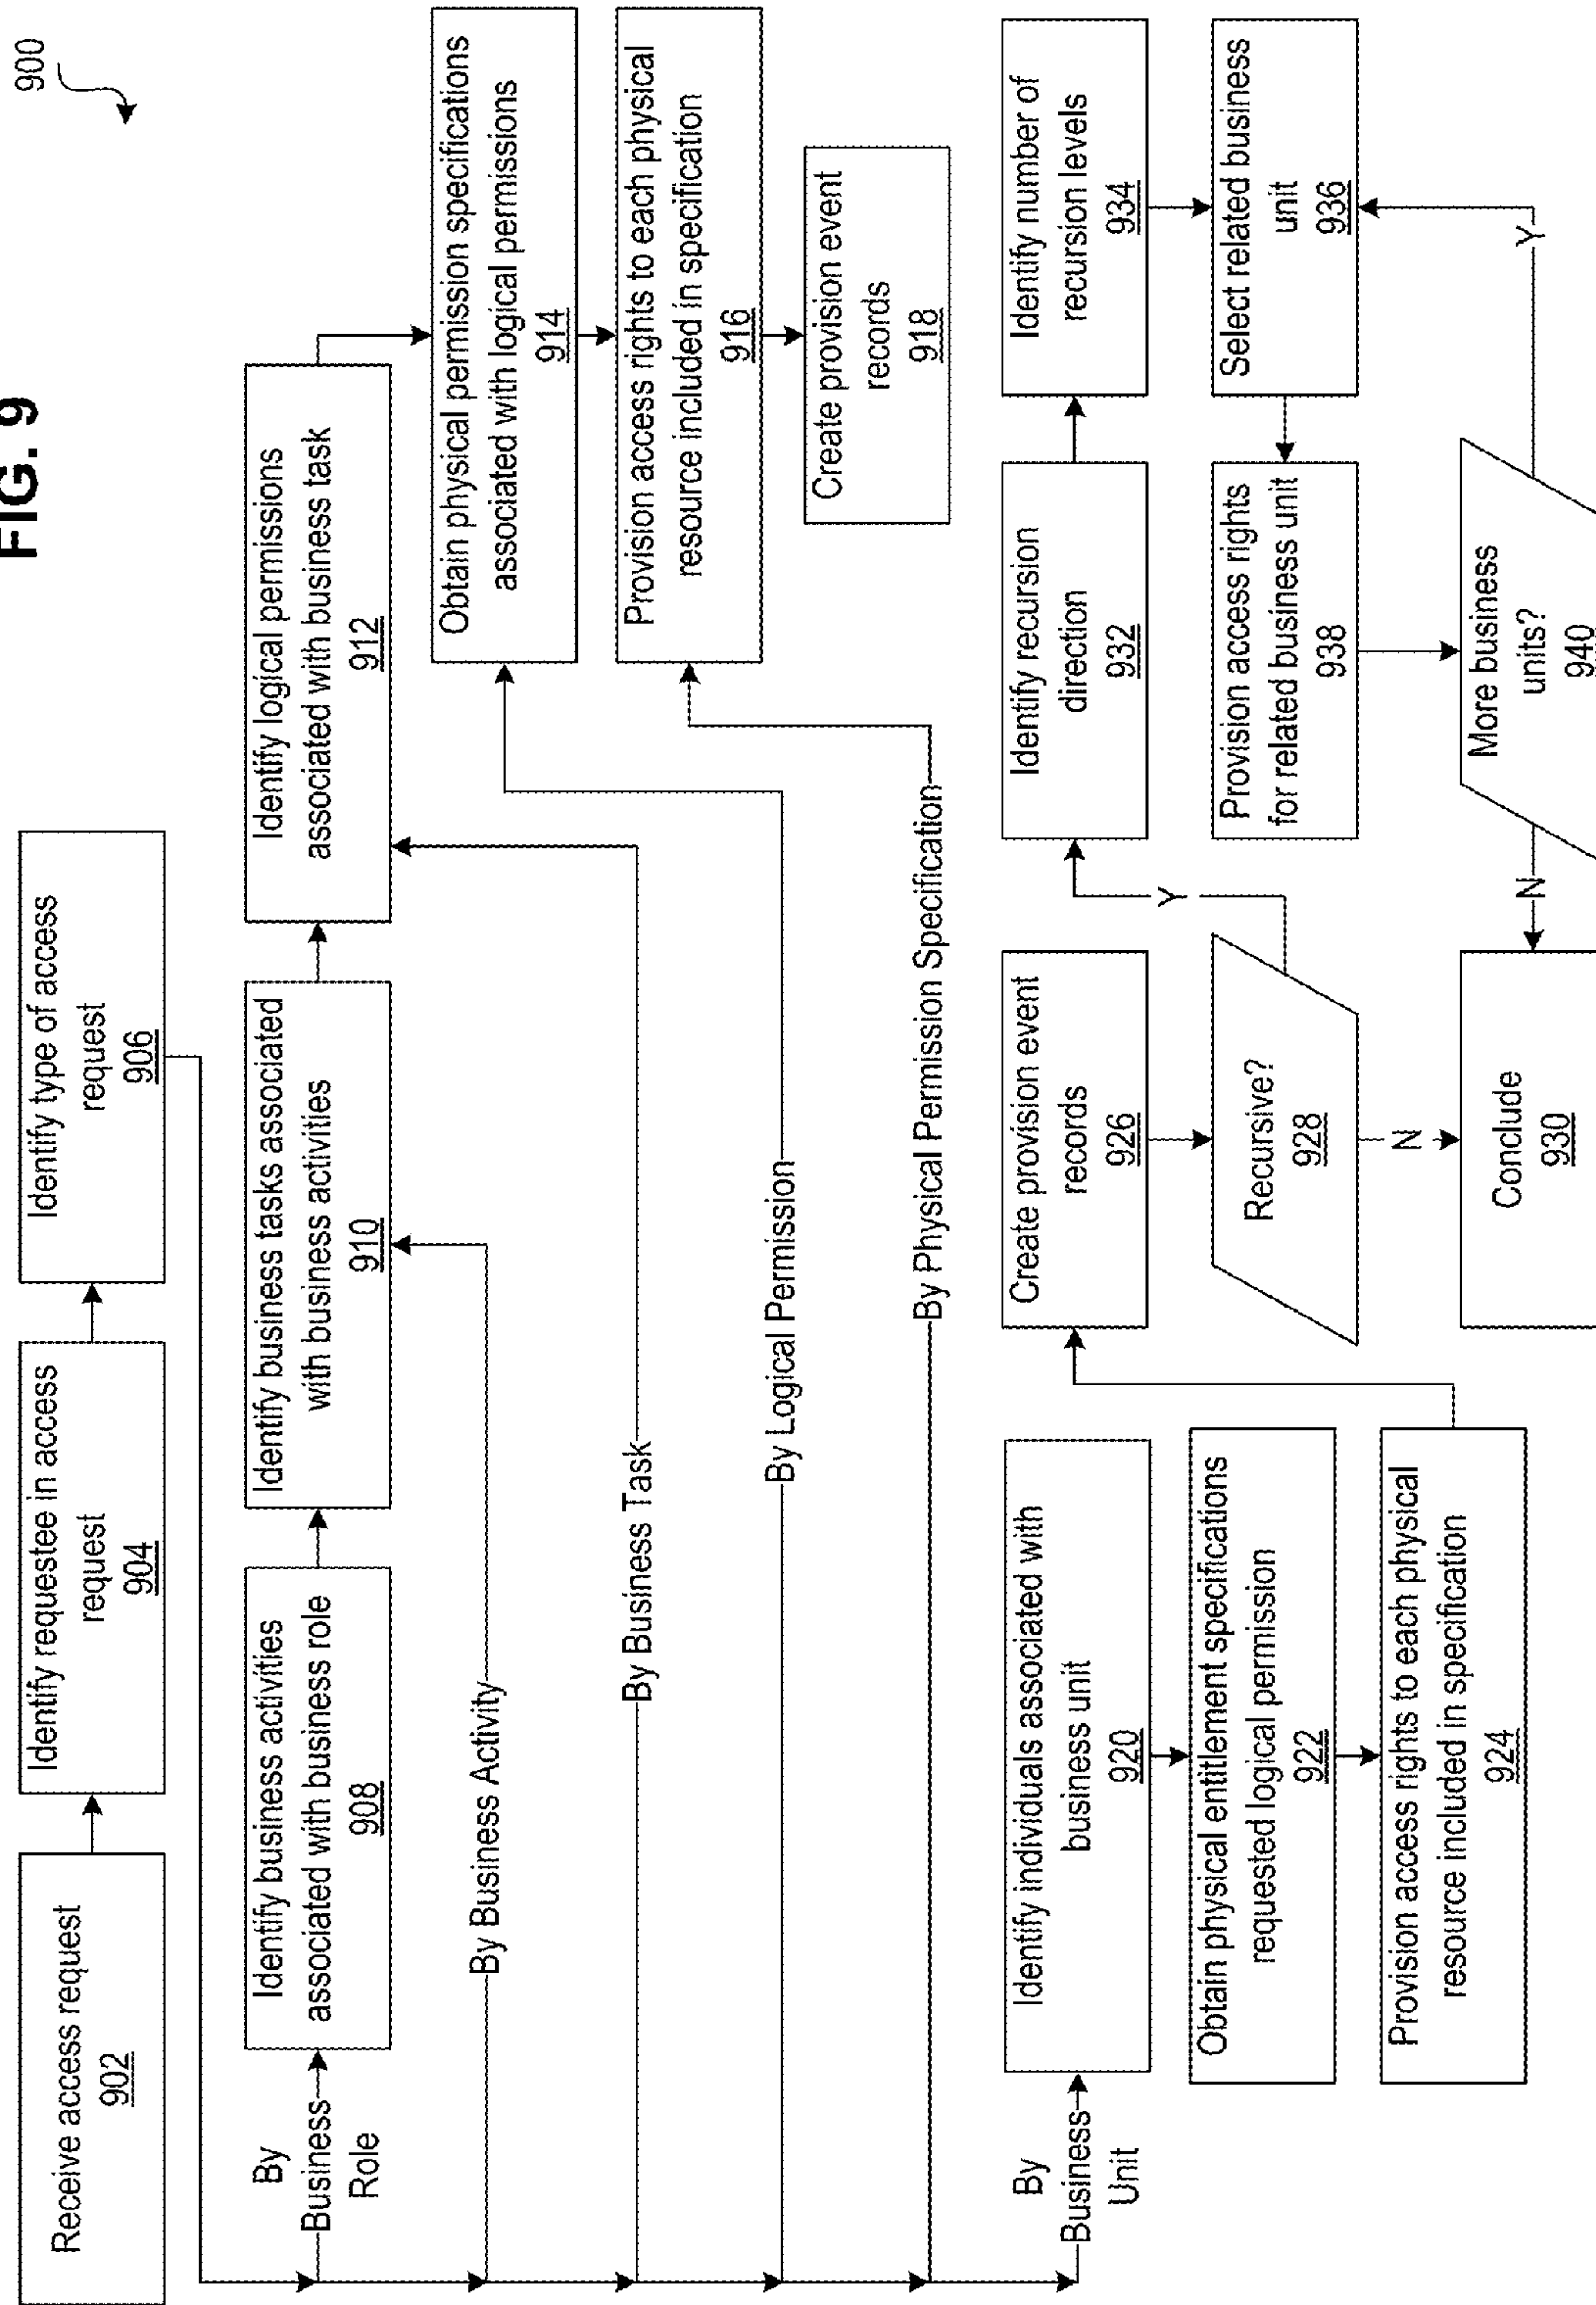 FIG. 9
900
Receive access request
902
Identify requestee in access
request
904
Identify type of access
request
906
By
Business
Role
Identify business activities
associated with business role
908
Identify business tasks associated
with business activities
910
Identify logical permissions
associated with business task
912
By Business Activity
Obtain physical permission specifications
associated with logical permissions
914
By Business Task
Provision access rights to each physical
resource included in specification
916
By Logical Permission
Create provision event
records
918
By Physical Permission Specification
By
Business
Unit
Identify individuals associated with
business unit
920
Obtain physical entitlement specifications
requested logical permission
922
Provision access rights to each physical
resource included in specification
924
Create provision event
records
926
Recursive?
928
Y
N
Conclude
930
Identify recursion
direction
932
Identify number of
recursion levels
934
Select related business
unit
936
Provision access rights
for related business unit
938
More business
units?
940
N
Y